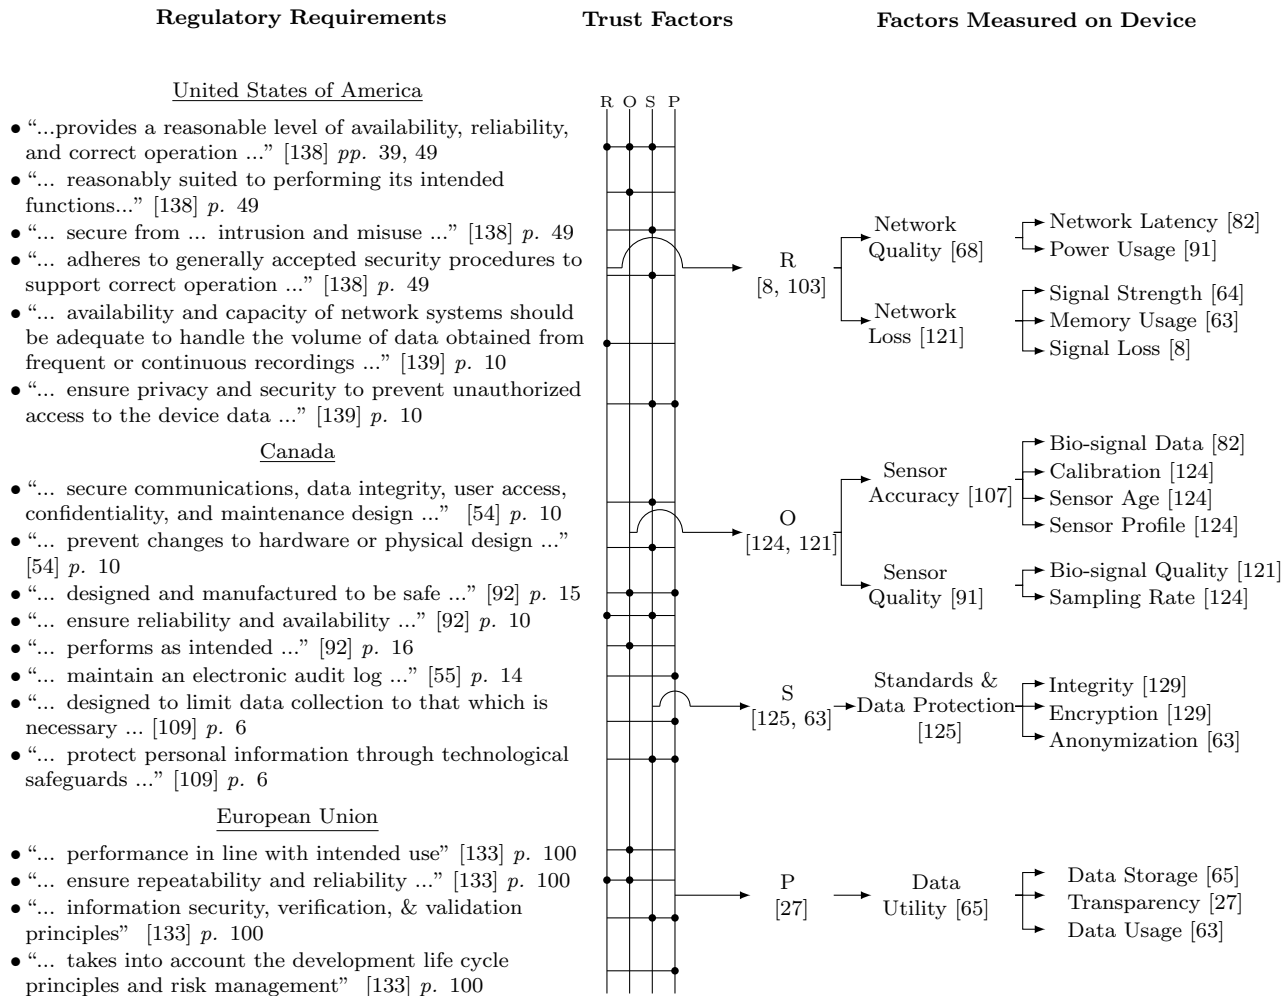 Regulatory Requirements
Trust Factors
Factors Measured on Device
United States of America
• “...provides a reasonable level of availability, reliability,
and correct operation ...” [138] pp. 39, 49
• “... reasonably suited to performing its intended
functions...” [138] p. 49
• “... secure from ... intrusion and misuse ...” [138] p. 49
• “... adheres to generally accepted security procedures to
support correct operation ...” [138] p. 49
• “... availability and capacity of network systems should
be adequate to handle the volume of data obtained from
frequent or continuous recordings ...” [139] p. 10
• “... ensure privacy and security to prevent unauthorized
access to the device data ...” [139] p. 10
Canada
• “... secure communications, data integrity, user access,
confidentiality, and maintenance design ...” [54] p. 10
• “... prevent changes to hardware or physical design ...”
[54] p. 10
• “... designed and manufactured to be safe ...” [92] p. 15
• “... ensure reliability and availability ...” [92] p. 10
• “... performs as intended ...” [92] p. 16
• “... maintain an electronic audit log ...” [55] p. 14
• “... designed to limit data collection to that which is
necessary ... [109] p. 6
• “... protect personal information through technological
safeguards ...” [109] p. 6
European Union
• “... performance in line with intended use” [133] p. 100
• “... ensure repeatability and reliability ...” [133] p. 100
• “... information security, verification, & validation
principles” [133] p. 100
• “... takes into account the development life cycle
principles and risk management” [133] p. 100
R O S P
R
[8, 103]
Network
Quality [68]
Network Latency [82]
Power Usage [91]
Network
Loss [121]
Signal Strength [64]
Memory Usage [63]
Signal Loss [8]
O
[124, 121]
Sensor
Accuracy [107]
Bio-signal Data [82]
Calibration [124]
Sensor Age [124]
Sensor Profile [124]
Sensor
Quality [91]
Bio-signal Quality [121]
Sampling Rate [124]
S
[125, 63]
Standards &
Data Protection
[125]
Integrity [129]
Encryption [129]
Anonymization [63]
P
[27]
Data
Utility [65]
Data Storage [65]
Transparency [27]
Data Usage [63]